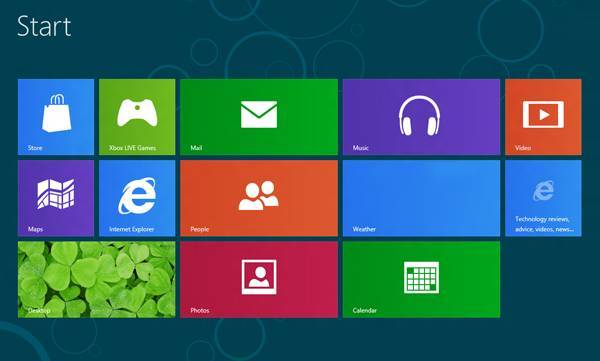 Start
Store
Xbox LIVE Games
Mail
Music
Video
Maps
Internet Explorer
People
Weather
Technology reviews,
advice, videos, news...
Desktop
Photos
Calendar